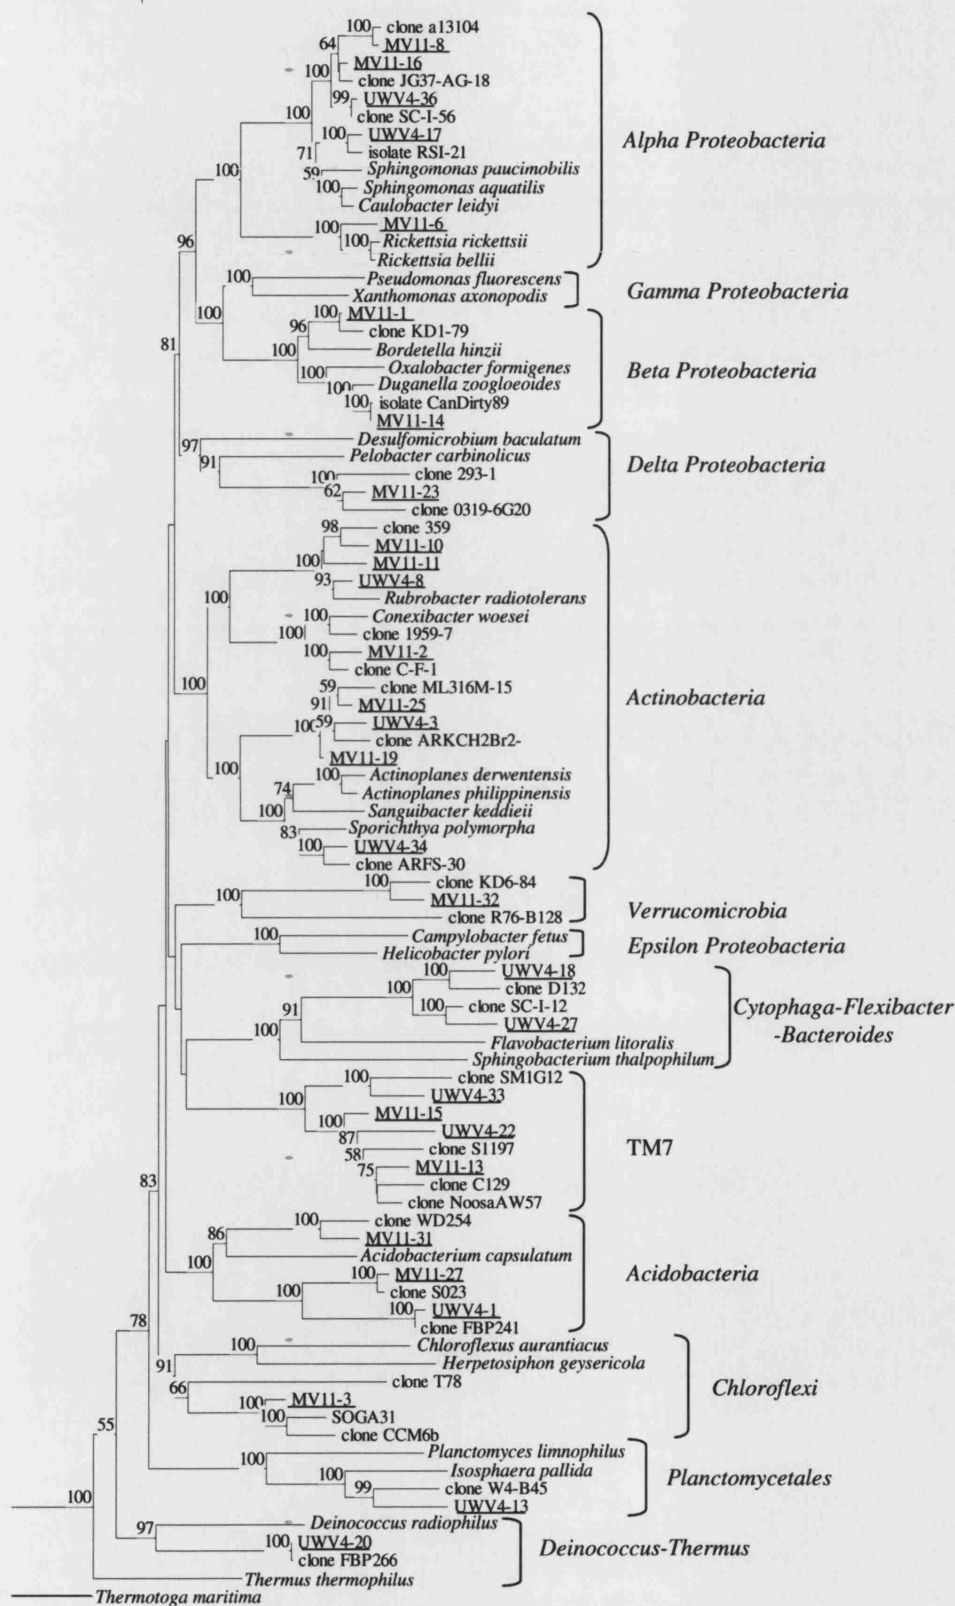 100 clone a13104
64 MV11-8
MV11-16
100 clone JG37-AG-18
99 UWV4-36
100 clone SC-I-56
UWV4-17
100
71 isolate RSI-21
Alpha Proteobacteria
59 Sphingomonas paucimobilis
100 100 Sphingomonas aquatilis
Caulobacter leidyi
MV11-6
100
96 100 Rickettsia rickettsii
Rickettsia bellii
100 Pseudomonas fluorescens
Gamma Proteobacteria
Xanthomonas axonopodis
100 100 MV11-1
96 clone KD1-79
81 100 Bordetella hinzii
Oxalobacter formigenes
100
Beta Proteobacteria
100 Duganella zoogloeoides
100 isolate CanDirty89
MV11-14
97 Desulfomicrobium baculatum
91 Pelobacter carbinolicus
Delta Proteobacteria
100 clone 293-1
62 MV11-23
clone 0319-6G20
98 clone 359
MV11-10
100 MV11-11
93 UWV4-8
Rubrobacter radiotolerans
100 100 Conexibacter woesei
100 clone 1959-7
100 MV11-2
clone C-F-1
100 59 clone ML316M-15
Actinobacteria
91 MV11-25
100 59 UWV4-3
clone ARKCH2Br2-
MV11-19
100 100 Actinoplanes derwentensis
74 Actinoplanes philippinensis
100 Sanguibacter keddieii
83 Sporichthya polymorpha
100 UWV4-34
clone ARFS-30
100 clone KD6-84
100 MV11-32
Verrucomicrobia
clone R76-B128
100 Campylobacter fetus
Epsilon Proteobacteria
Helicobacter pylori
100 UWV4-18
100 clone D132
91 100 clone SC-I-12
Cytophaga-Flexibacter
UWV4-27
-Bacteroides
100 Flavobacterium litoralis
Sphingobacterium thalpophilum
100 clone SM1G12
100 UWV4-33
100 MV11-15
87 UWV4-22
58 clone S1197
TM7
75 MV11-13
83 clone C129
clone NoosaAW57
100 clone WD254
86 MV11-31
100 Acidobacterium capsulatum
Acidobacteria
100 100 MV11-27
clone S023
100 UWV4-1
78 clone FBP241
91 100 Chloroflexus aurantiacus
Herpetosiphon geysericola
66 clone T78
Chloroflexi
100 MV11-3
55 100 SOGA31
clone CCM6b
100 Planctomyces limnophilus
100 Isosphaera pallida
Planctomycetales
99 clone W4-B45
100 UWV4-13
97 Deinococcus radiophilus
100 UWV4-20
Deinococcus-Thermus
clone FBP266
Thermus thermophilus
Thermotoga maritima